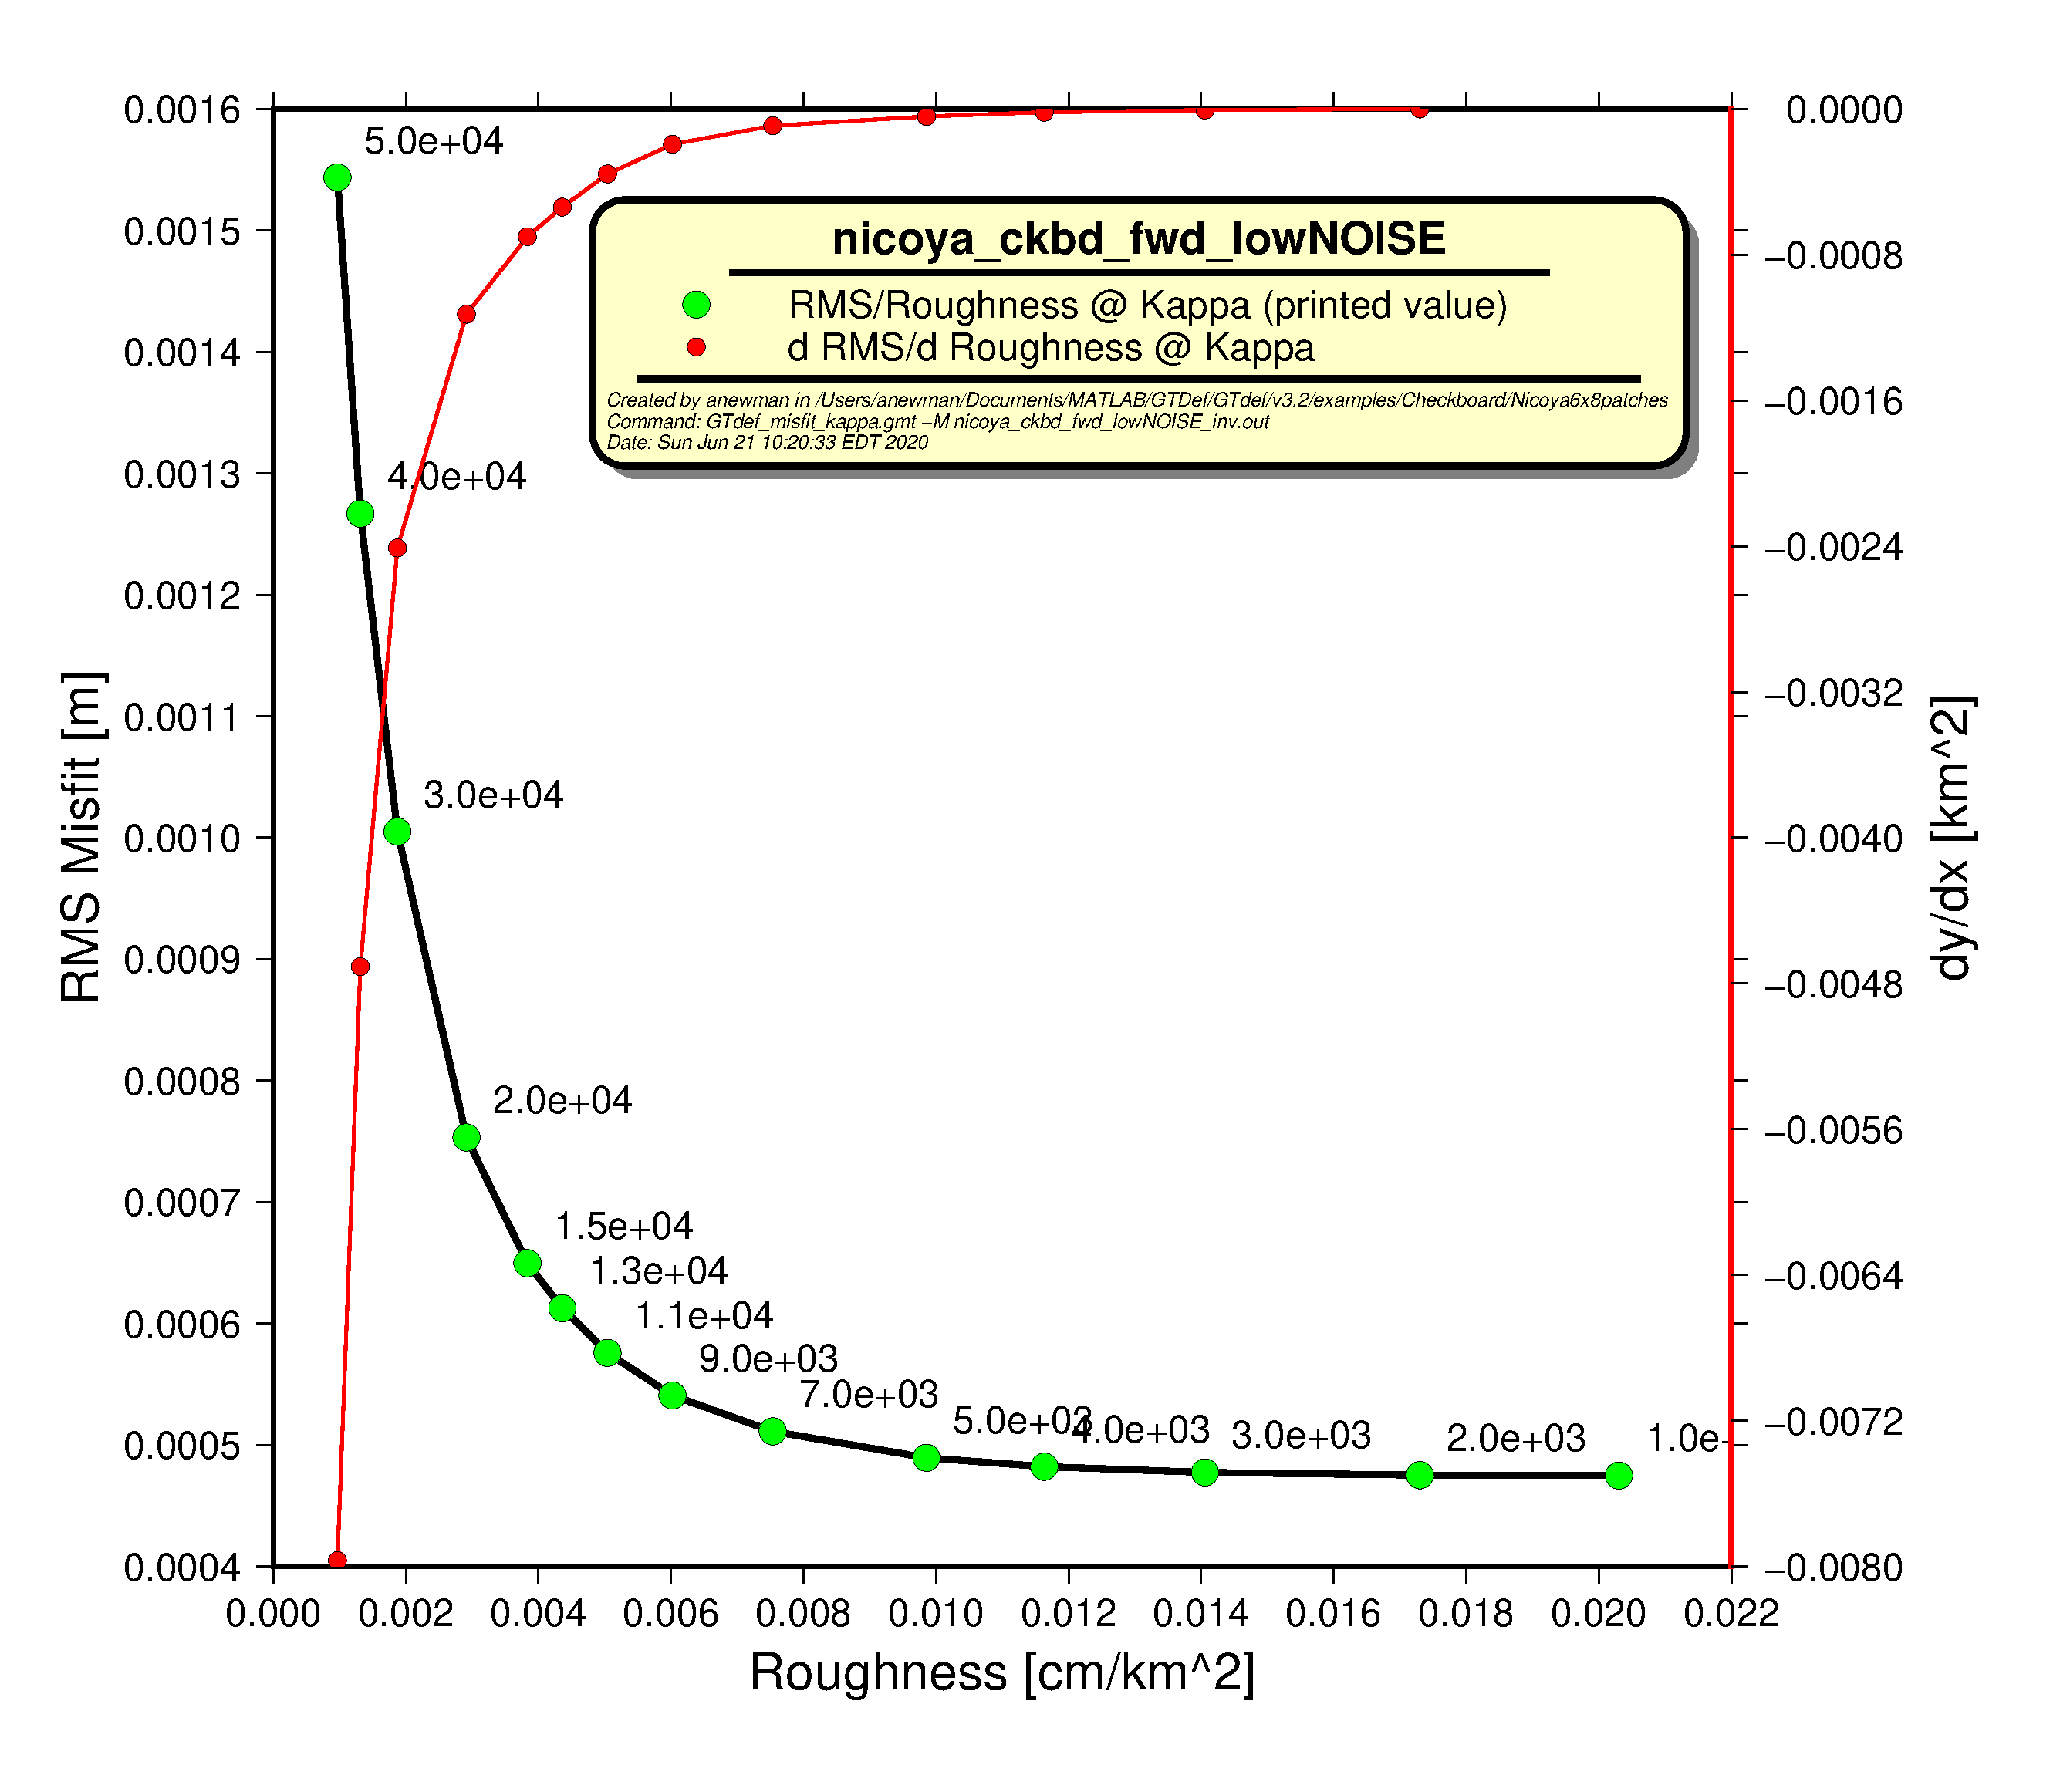 0.0016
0.0015
0.0014
0.0013
0.0012
0.0011
0.0010
0.0009
0.0008
0.0007
0.0006
0.0005
0.0004
RMS Misfit [m]
5.0e+04
4.0e+04
3.0e+04
2.0e+04
1.5e+04
1.3e+04
1.1e+04
9.0e+03
7.0e+03
5.0e+03
4.0e+03
3.0e+03
2.0e+03
1.0e-
nicoya_ckbd_fwd_lowNOISE
RMS/Roughness @ Kappa (printed value)
d RMS/d Roughness @ Kappa
Created by anewman in /Users/anewman/Documents/MATLAB/GTDef/GTdef/v3.2/examples/Checkboard/Nicoya6x8patches
Command: GTdef_misfit_kappa.gmt −M nicoya_ckbd_fwd_lowNOISE_inv.out
Date: Sun Jun 21 10:20:33 EDT 2020
0.0000
−0.0008
−0.0016
−0.0024
−0.0032
−0.0040
−0.0048
−0.0056
−0.0064
−0.0072
−0.0080
dy/dx [km^2]
0.000 0.002 0.004 0.006 0.008 0.010 0.012 0.014 0.016 0.018 0.020 0.022
Roughness [cm/km^2]